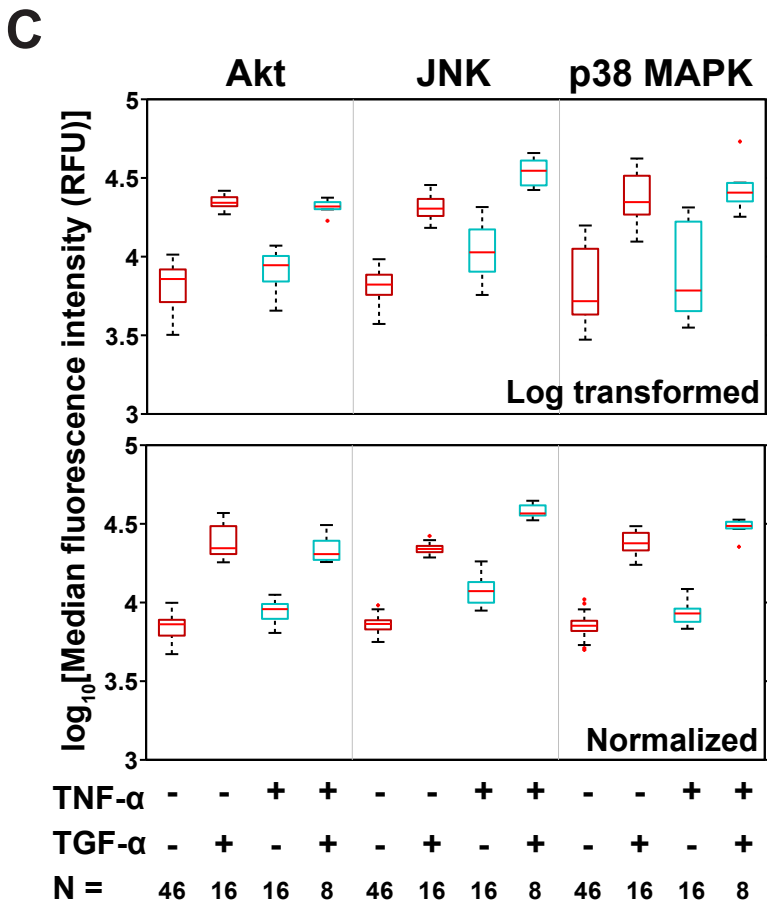 C
Akt JNK p38 MAPK
log10[Median fluorescence intensity (RFU)]
5
4.5
4
3.5
3
Log transformed
5
4.5
4
3.5
3
Normalized
TNF-α - - + + - - + + - - + +
TGF-α - + - + - + - + - + - +
N = 46 16 16 8 46 16 16 8 46 16 16 8